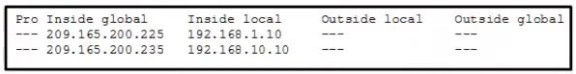 Pro Inside global Inside local Outside local Outside global
--- 209.165.200.225 192.168.1.10 --- ---
--- 209.165.200.235 192.168.10.10 --- ---